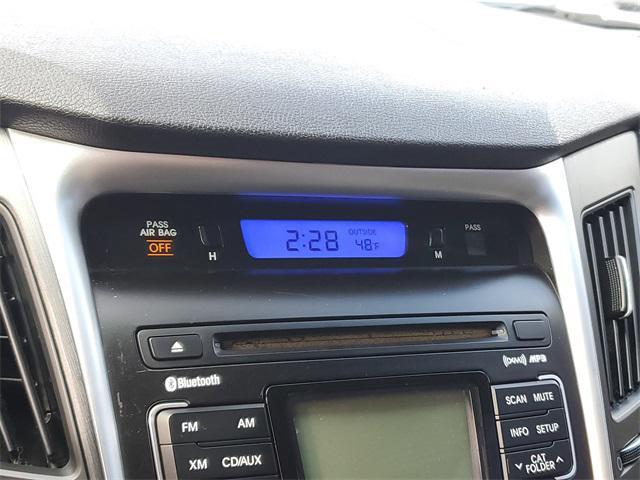 PASS
AIR BAG
OFF
H
2:28
OUTSIDE
48°F
M
PASS
Bluetooth
XM MP3
FM AM
XM CD/AUX
SCAN MUTE
INFO SETUP
CAT
FOLDER